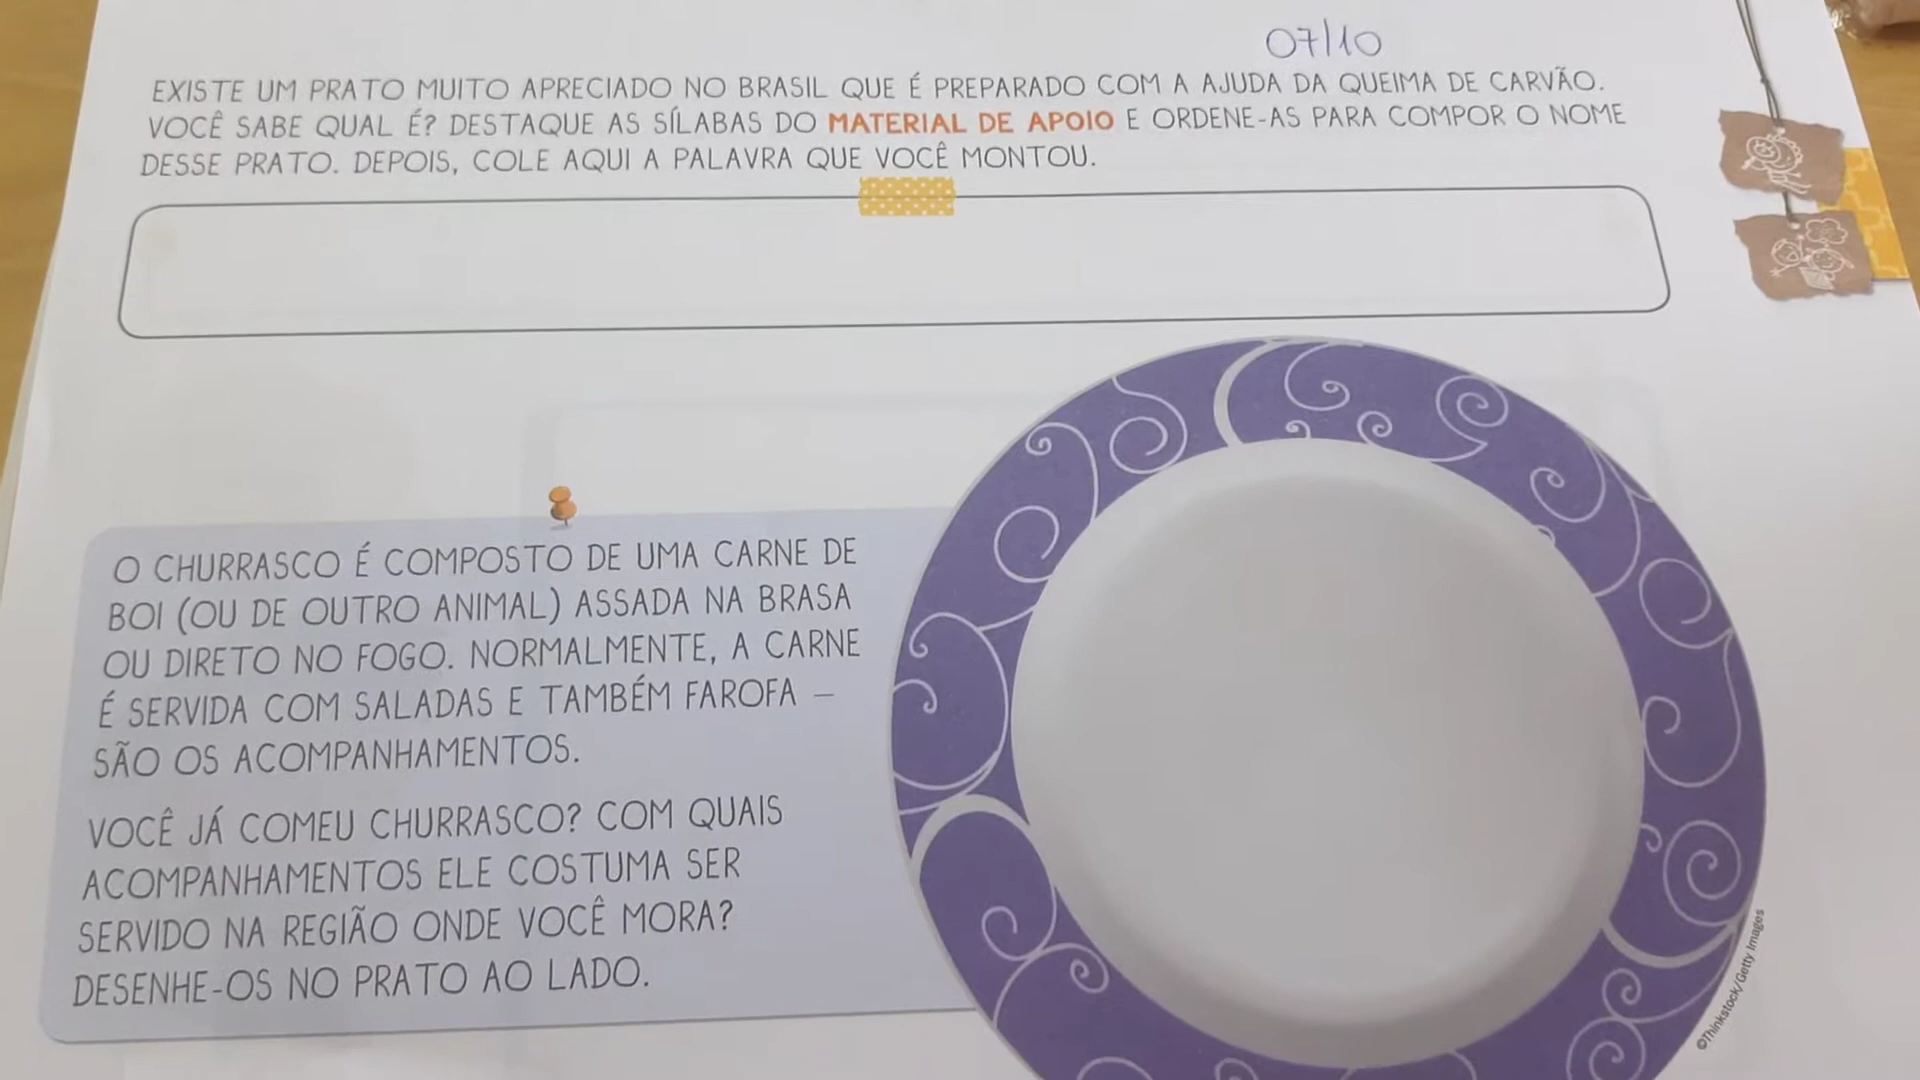 07/10
EXISTE UM PRATO MUITO APRECIADO NO BRASIL QUE É PREPARADO COM A AJUDA DA QUEIMA DE CARVÃO.
VOCÊ SABE QUAL É? DESTAQUE AS SÍLABAS DO MATERIAL DE APOIO E ORDENE-AS PARA COMPOR O NOME
DESSE PRATO. DEPOIS, COLE AQUI A PALAVRA QUE VOCÊ MONTOU.
O CHURRASCO É COMPOSTO DE UMA CARNE DE
BOI (OU DE OUTRO ANIMAL) ASSADA NA BRASA
OU DIRETO NO FOGO. NORMALMENTE, A CARNE
É SERVIDA COM SALADAS E TAMBÉM FAROFA –
SÃO OS ACOMPANHAMENTOS.
VOCÊ JÁ COMEU CHURRASCO? COM QUAIS
ACOMPANHAMENTOS ELE COSTUMA SER
SERVIDO NA REGIÃO ONDE VOCÊ MORA?
DESENHE-OS NO PRATO AO LADO.
©Thinkstock/Getty Images